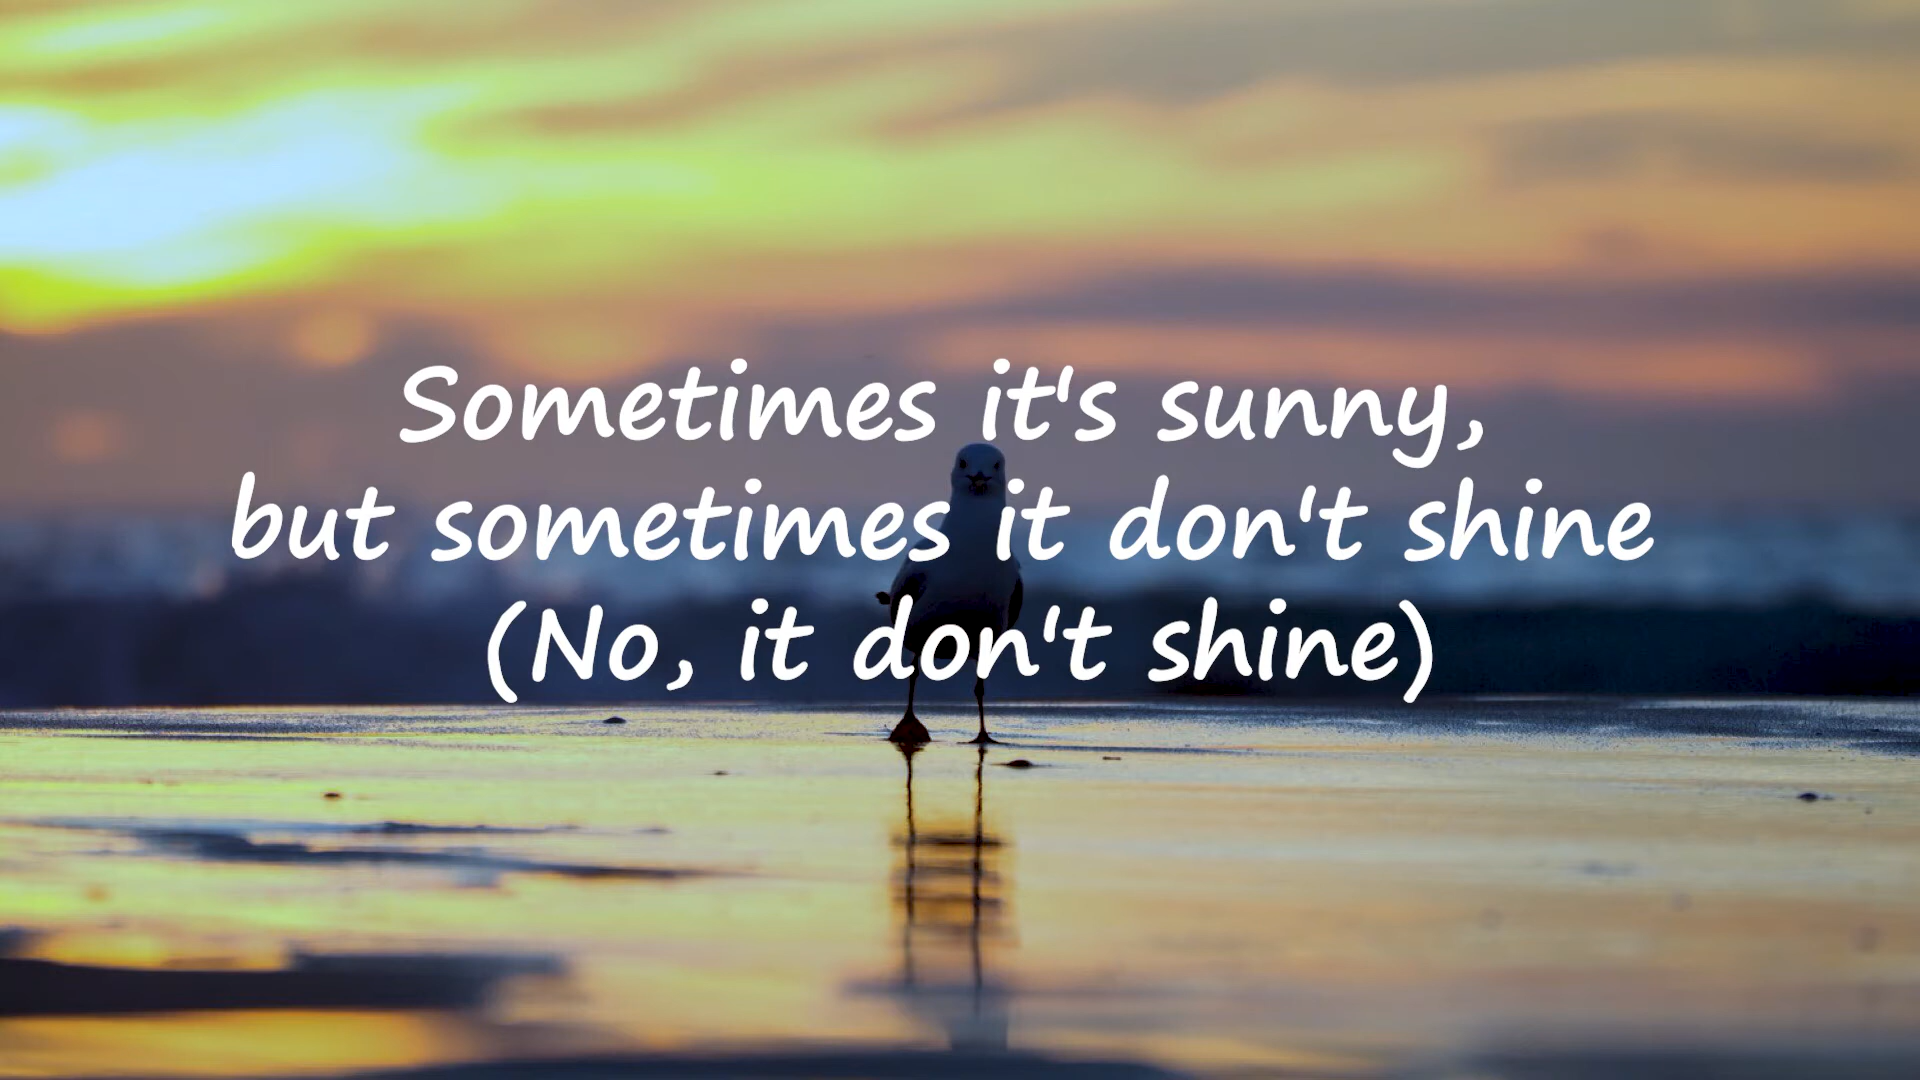 Sometimes it's sunny,
but sometimes it don't shine
(No, it don't shine)